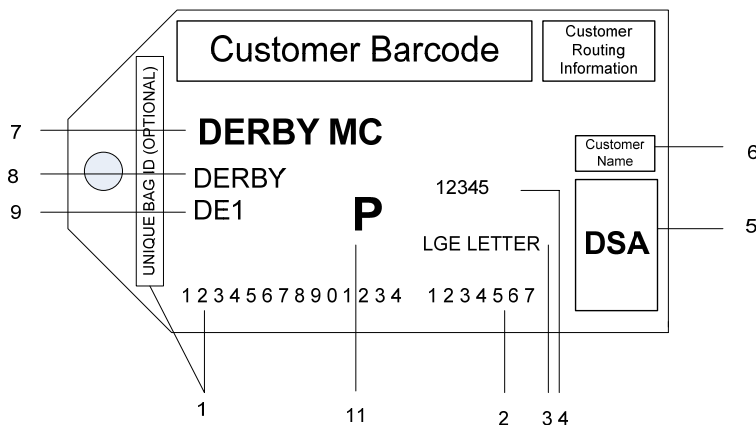 Customer Barcode
Customer
Routing
Information
UNIQUE BAG ID (OPTIONAL)
7
DERBY MC
Customer
Name
6
8
DERBY
12345
9
DE1
P
LGE LETTER
DSA
5
1 2 3 4 5 6 7 8 9 0 1 2 3 4
1 2 3 4 5 6 7
1
11
2
3 4